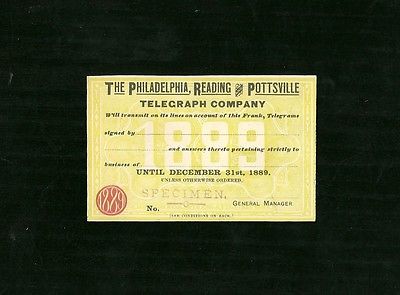 THE PHILADELPHIA, READING AND POTTSVILLE
TELEGRAPH COMPANY
Will transmit on its lines on account of this Frank, Telegrams
1889
signed by
and answers thereto pertaining strictly to
business of
UNTIL DECEMBER 31st, 1889.
UNLESS OTHERWISE ORDERED.
SPECIMEN.
1889
No.
GENERAL MANAGER
[SEE CONDITIONS ON BACK.]